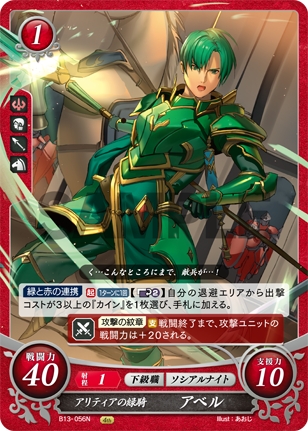 1
く…こんなところにまで、敵兵が…!
緑と赤の連携 起 1ターンに1回 自分の退避エリアから出撃
コストが3以上の『カイン』を1枚選び、手札に加える。
攻撃の紋章 支 戦闘終了まで、攻撃ユニットの
戦闘力は+20される。
戦闘力
40
射程 1 下級職 ソシアルナイト
支援力
10
アリティアの緑騎 アベル
B13-056N 4th Illust:あおじ